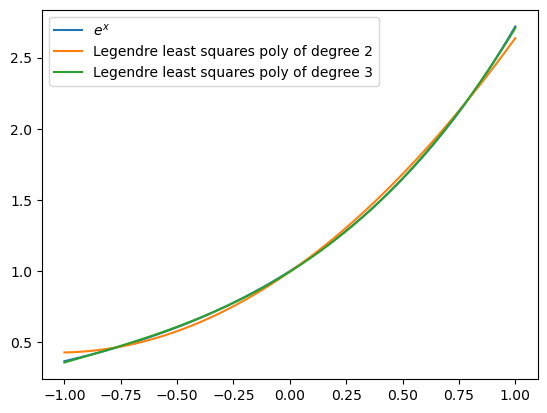 e^x
Legendre least squares poly of degree 2
Legendre least squares poly of degree 3
2.5
2.0
1.5
1.0
0.5
−1.00 −0.75 −0.50 −0.25 0.00 0.25 0.50 0.75 1.00